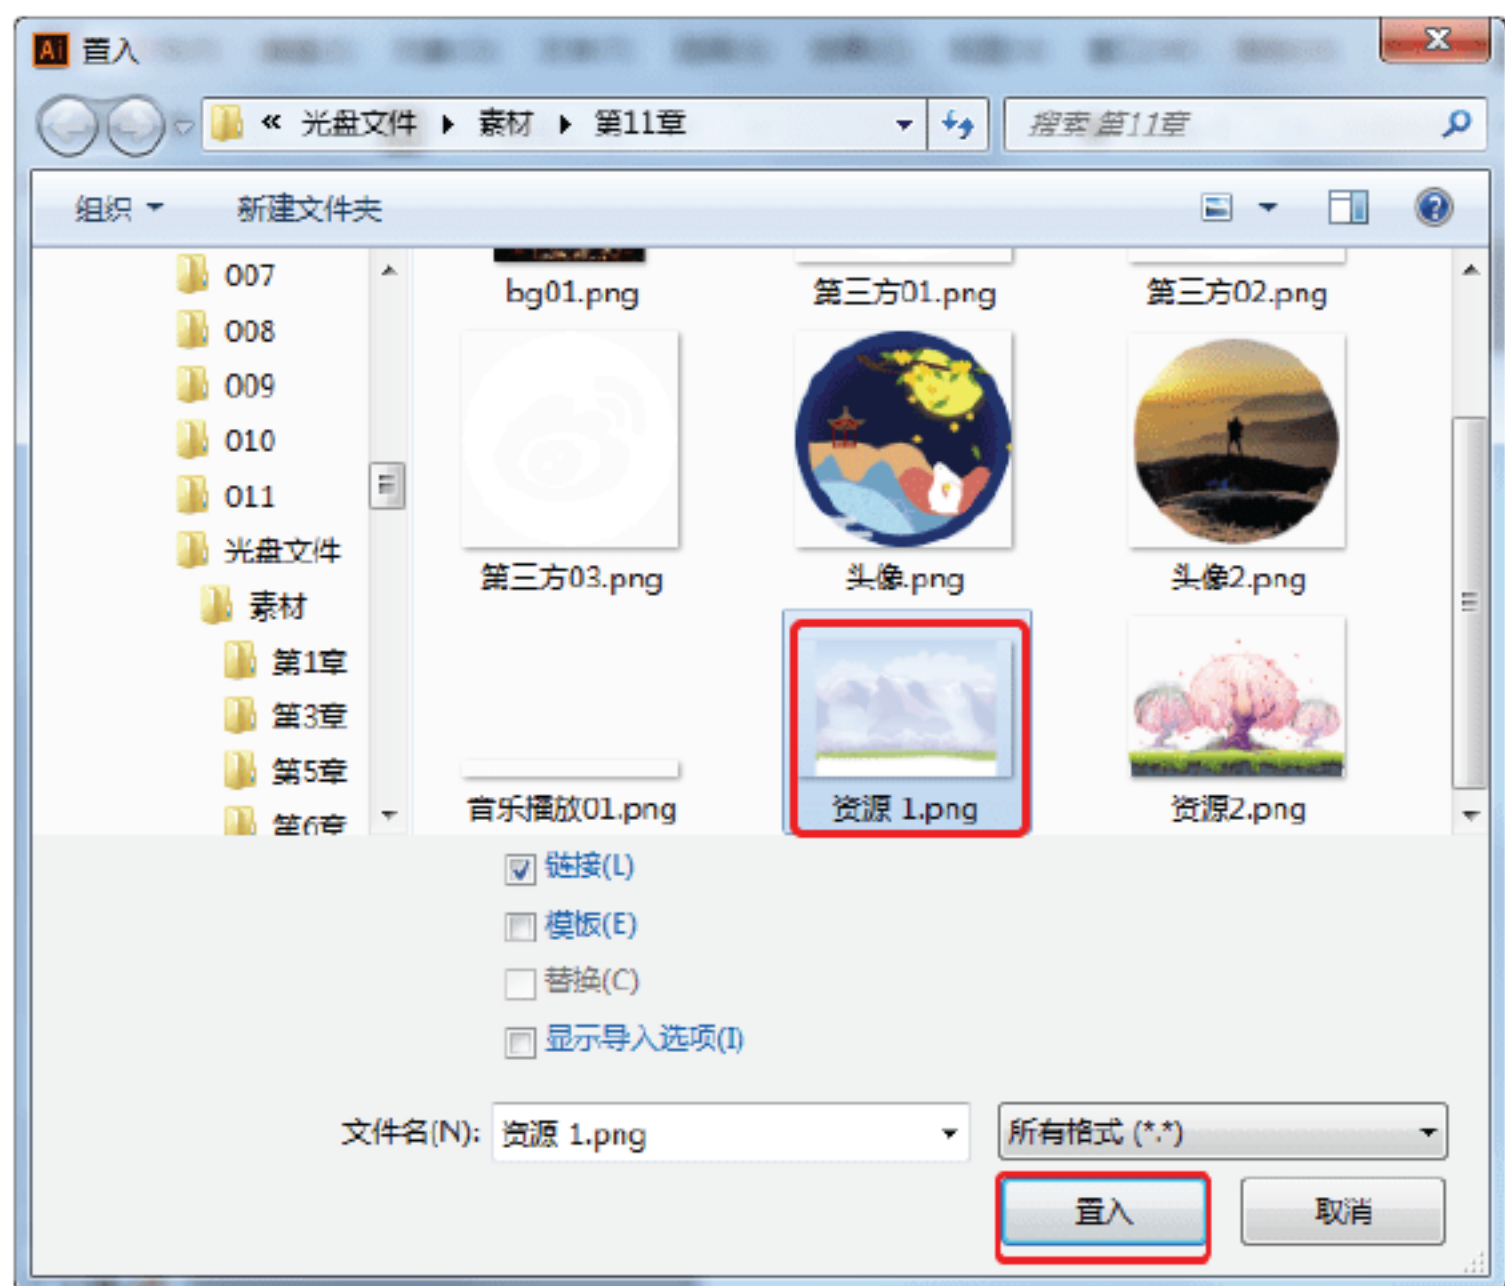 Ai 置入
« 光盘文件 ▸ 素材 ▸ 第11章
搜索 第11章
组织 新建文件夹
007
008
009
010
011
光盘文件
素材
第1章
第3章
第5章
第6章
bg01.png 第三方01.png 第三方02.png
第三方03.png 头像.png 头像2.png
音乐播放01.png 资源 1.png 资源2.png
链接(L)
模板(E)
替换(C)
显示导入选项(I)
文件名(N): 资源 1.png 所有格式 (*.*)
置入 取消